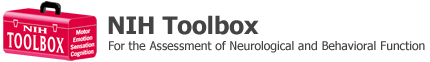 NIH
TOOLBOX
Motor
Emotion
Sensation
Cognition
NIH Toolbox
For the Assessment of Neurological and Behavioral Function